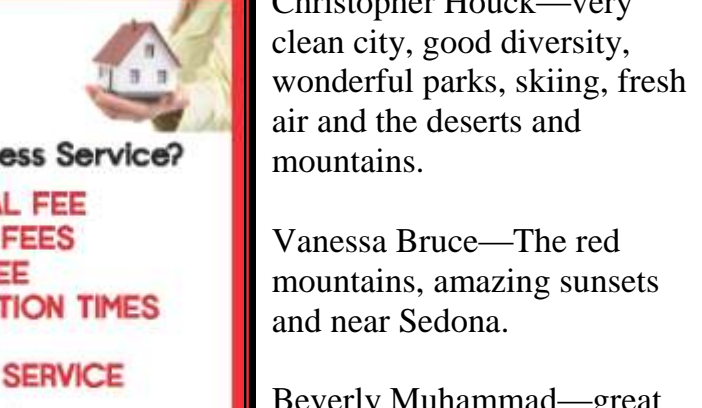 ess Service?
AL FEE
FEES
EE
TION TIMES
SERVICE
Christopher Houck—very
clean city, good diversity,
wonderful parks, skiing, fresh
air and the deserts and
mountains.
Vanessa Bruce—The red
mountains, amazing sunsets
and near Sedona.
Beverly Muhammad—great